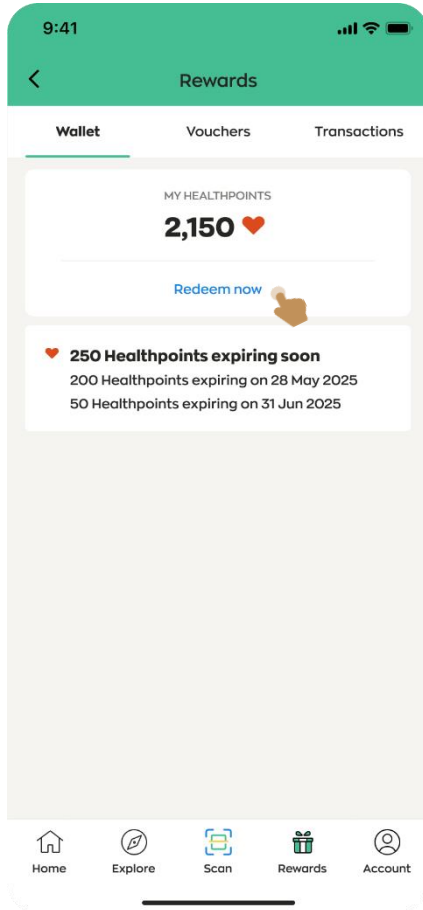 9:41
Rewards
Wallet Vouchers Transactions
MY HEALTHPOINTS
2,150
Redeem now
250 Healthpoints expiring soon
200 Healthpoints expiring on 28 May 2025
50 Healthpoints expiring on 31 Jun 2025
Home Explore Scan Rewards Account